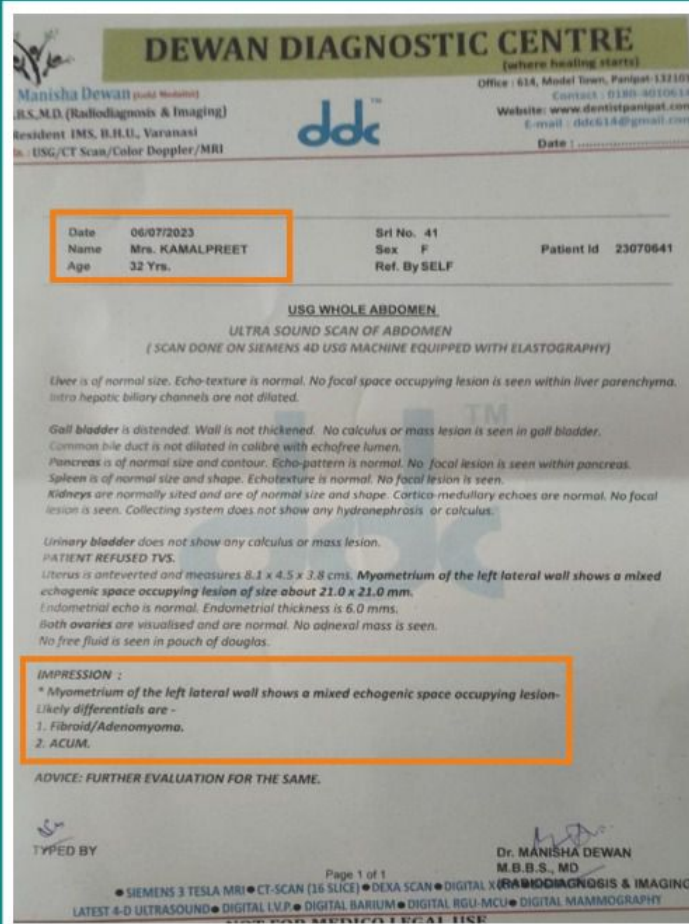 DEWAN DIAGNOSTIC CENTRE
(where healing starts)
Manisha Dewan (Gold Medalist)
B.S.,M.D. (Radiodiagnosis & Imaging)
Resident IMS, B.H.U., Varanasi
USG/CT Scan/Color Doppler/MRI
ddc
TM
Office : 614, Model Town, Panipat-132103
Contact : 0180-4010614
Website: www.dentistpanipat.com
E-mail : ddc614@gmail.com
Date :
Date 06/07/2023 Srl No. 41
Name Mrs. KAMALPREET Sex F Patient Id 23070641
Age 32 Yrs. Ref. By SELF
USG WHOLE ABDOMEN
ULTRA SOUND SCAN OF ABDOMEN
( SCAN DONE ON SIEMENS 4D USG MACHINE EQUIPPED WITH ELASTOGRAPHY)
Liver is of normal size. Echo-texture is normal. No focal space occupying lesion is seen within liver parenchyma.
Intra hepatic biliary channels are not dilated.
Gall bladder is distended. Wall is not thickened. No calculus or mass lesion is seen in gall bladder.
Common bile duct is not dilated in calibre with echofree lumen.
Pancreas is of normal size and contour. Echo-pattern is normal. No focal lesion is seen within pancreas.
Spleen is of normal size and shape. Echotexture is normal. No focal lesion is seen.
Kidneys are normally sited and are of normal size and shape. Cortico-medullary echoes are normal. No focal
lesion is seen. Collecting system does not show any hydronephrosis or calculus.
Urinary bladder does not show any calculus or mass lesion.
PATIENT REFUSED TVS.
Uterus is anteverted and measures 8.1 x 4.5 x 3.8 cms. Myometrium of the left lateral wall shows a mixed
echogenic space occupying lesion of size about 21.0 x 21.0 mm.
Endometrial echo is normal. Endometrial thickness is 6.0 mms.
Both ovaries are visualised and are normal. No adnexal mass is seen.
No free fluid is seen in pouch of douglas.
IMPRESSION :
* Myometrium of the left lateral wall shows a mixed echogenic space occupying lesion-
Likely differentials are -
1. Fibroid/Adenomyoma.
2. ACUM.
ADVICE: FURTHER EVALUATION FOR THE SAME.
TYPED BY
Dr. MANISHA DEWAN
M.B.B.S., MD
Page 1 of 1
(RADIODIAGNOSIS & IMAGING
● SIEMENS 3 TESLA MRI ● CT-SCAN (16 SLICE) ● DEXA SCAN ● DIGITAL X
LATEST 4-D ULTRASOUND ● DIGITAL I.V.P. ● DIGITAL BARIUM ● DIGITAL RGU-MCU ● DIGITAL MAMMOGRAPHY
NOT FOR MEDICO LEGAL USE